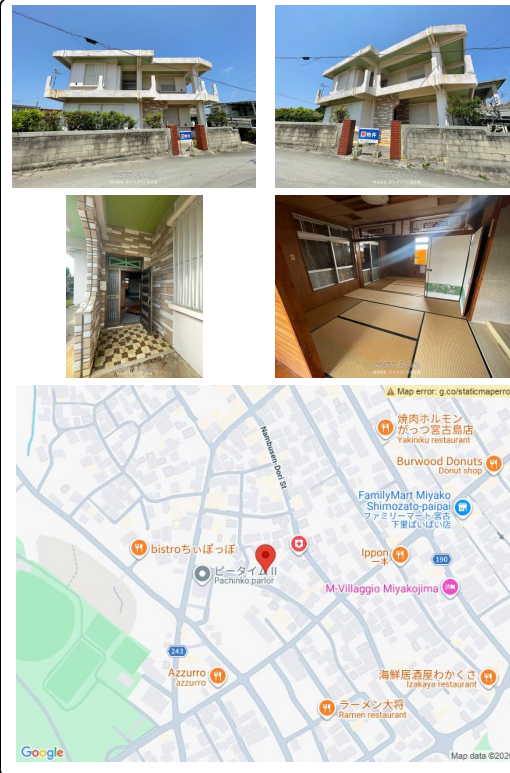 Map error: g.co/staticmaperro
焼肉ホルモン
がっつ宮古島店
Yakiniku restaurant
Burwood Donuts
Donut shop
Nambusen-Dori St
FamilyMart Miyako
Shimozato-paipai
ファミリーマート 宮古
下里ぱいぱい店
bistroちぃぽっぽ
Ippon
一本
190
ピータイムII
Pachinko parlor
M-Villaggio Miyakojima
243
Azzurro
azzurro
海鮮居酒屋わかくさ
Izakaya restaurant
ラーメン大将
Ramen restaurant
Google
Map data ©2026